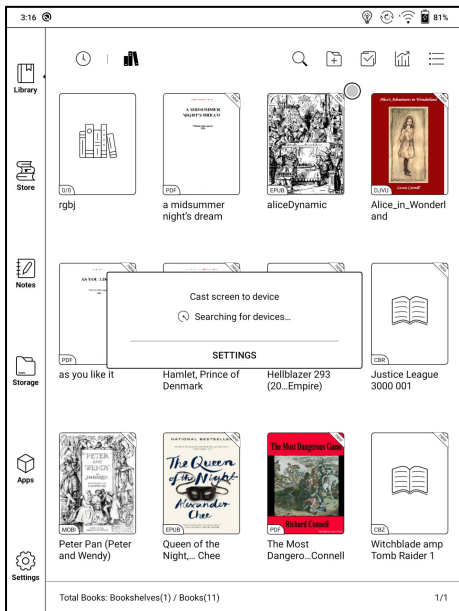 3:16
81%
Library
Store
Notes
Storage
Apps
Settings
0/0
rgbj
A MIDSUMMER
NIGHT'S DREAM
PDF
a midsummer
night's dream
EPUB
aliceDynamic
Alice's Adventures in Wonderland
Lewis Carroll
DJVU
Alice_in_Wonderl
and
AS YOU LI
PDF
as you like it
Hamlet, Prince of
Denmark
Hellblazer 293
(20…Empire)
CBR
Justice League
3000 001
Cast screen to device
Searching for devices…
SETTINGS
PETER
AND
WENDY
MOBI
Peter Pan (Peter
and Wendy)
NATIONAL BESTSELLER
The Queen
of the Night
Alexander
Chee
EPUB
Queen of the
Night,… Chee
The Most Dangerous Game
Richard Connell
PDF
The Most
Dangero…Connell
CBZ
Witchblade amp
Tomb Raider 1
Total Books: Bookshelves(1) / Books(11)
1/1